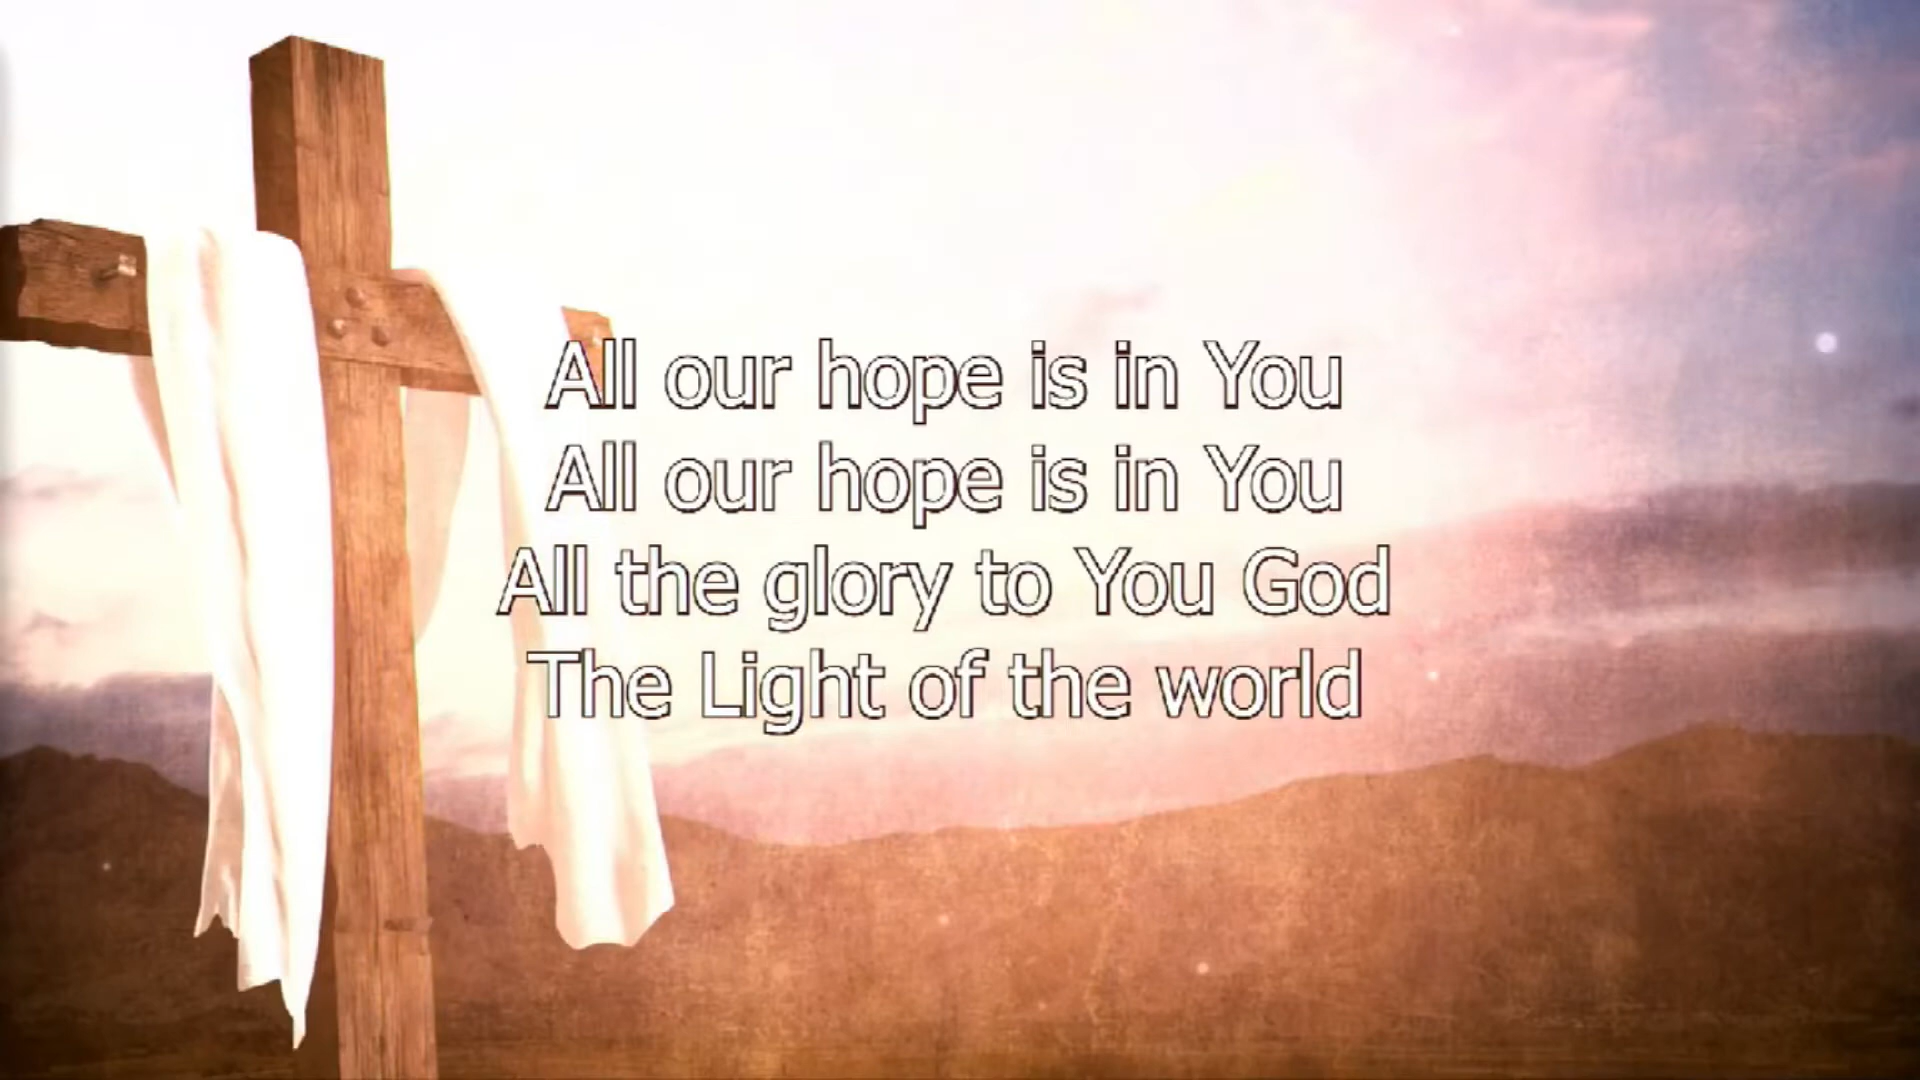 All our hope is in You
All our hope is in You
All the glory to You God
The Light of the world